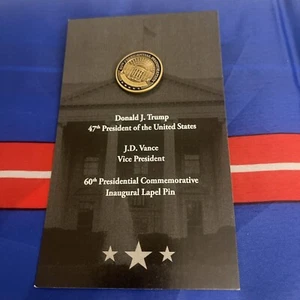 Donald J. Trump
47th President of the United States
J.D. Vance
Vice President
60th Presidential Commemorative
Inaugural Lapel Pin